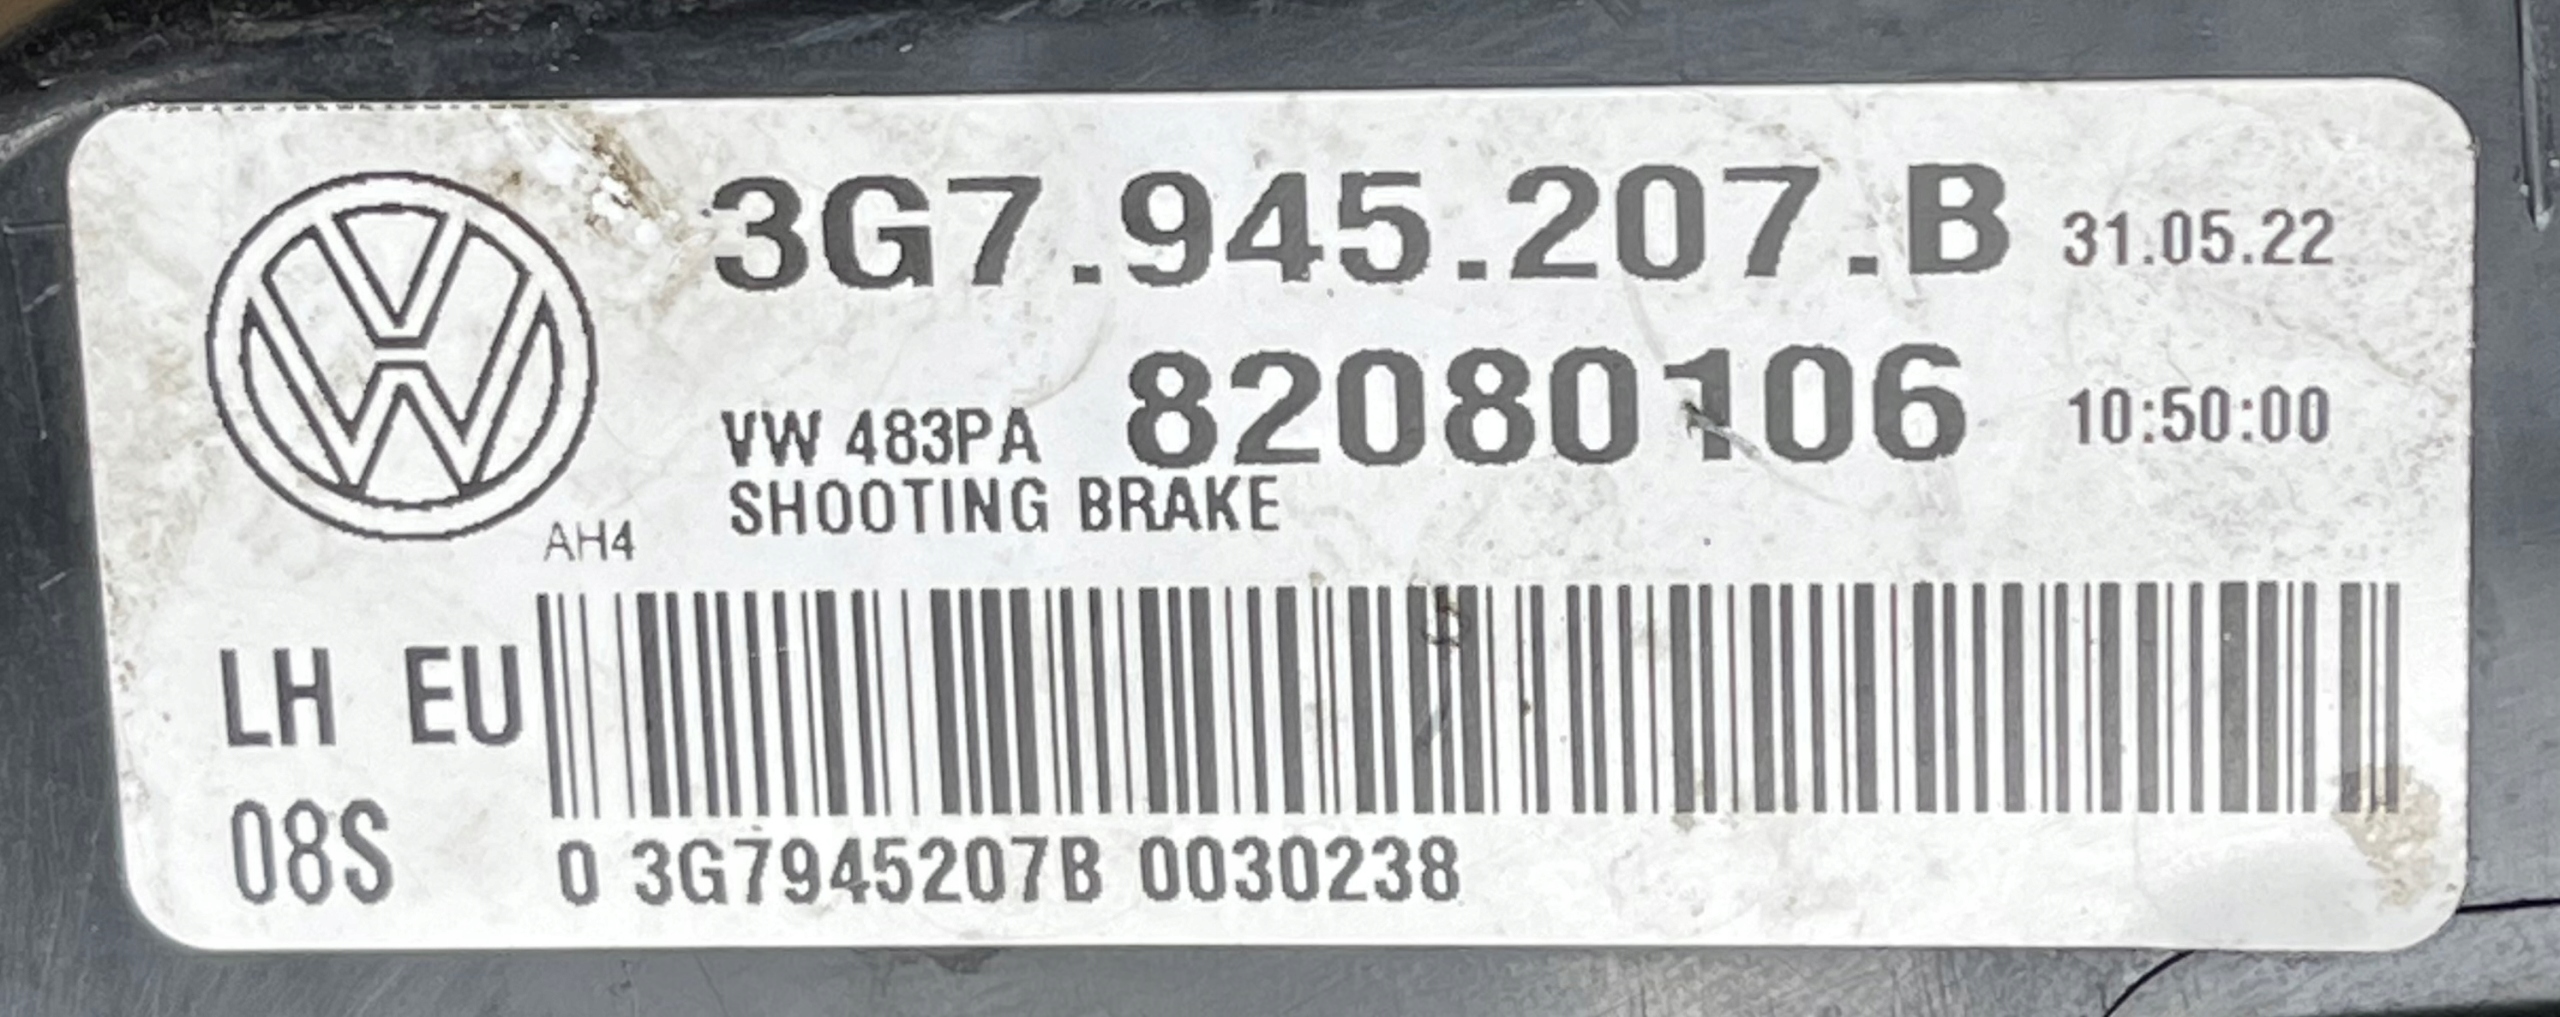 3G7.945.207.B 31.05.22
VW 483PA 82080106 10:50:00
SHOOTING BRAKE
AH4
LH EU
08S
0 3G7945207B 0030238